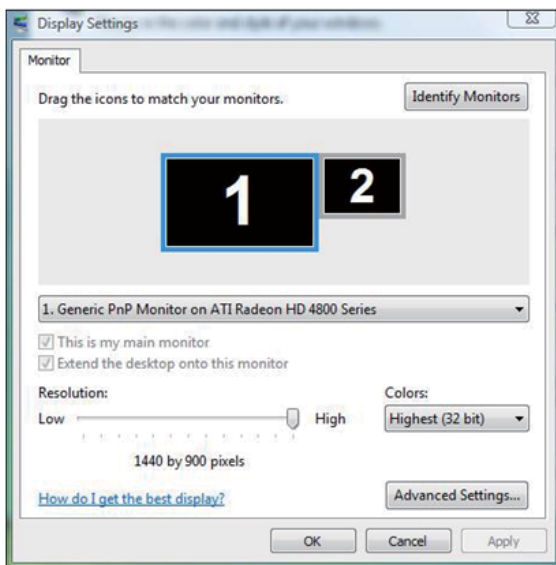 Display Settings
Monitor
Drag the icons to match your monitors.
Identify Monitors
1
2
1. Generic PnP Monitor on ATI Radeon HD 4800 Series
This is my main monitor
Extend the desktop onto this monitor
Resolution:
Colors:
Low
High
Highest (32 bit)
1440 by 900 pixels
How do I get the best display?
Advanced Settings...
OK
Cancel
Apply